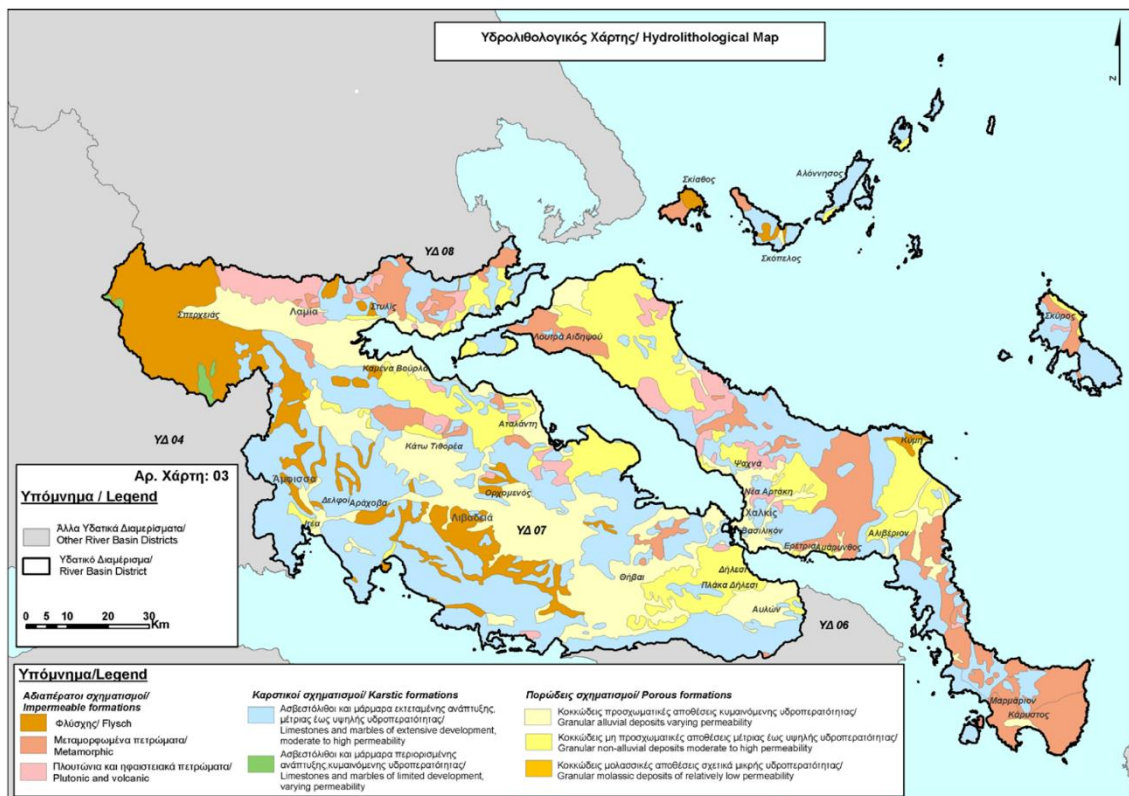 Υδρολιθολογικός Χάρτης/ Hydrolithological Map
Z
Σκίαθος
Αλόννησος
Σκόπελος
ΥΔ 08
Σπερχειάς
Λαμία
Στυλίς
Λουτρά Αιδηψού
Σκύρος
Καμένα Βούρλα
ΥΔ 04
Αταλάντη
Κάτω Τιθορέα
Κύμη
Ψαχνά
Άμφισσα
Δελφοί
Αράχοβα
Ορχομενός
Νέα Αρτάκη
Χαλκίς
Ιτέα
Λιβαδειά
ΥΔ 07
Βασιλικόν
Ερέτρια
Αμάρυνθος
Αλιβέριον
Θήβαι
Δήλεσι
Πλάκα Δήλεσι
Αυλών
ΥΔ 06
Μαρμάριον
Κάρυστος
Αρ. Χάρτη: 03
Υπόμνημα / Legend
Άλλα Υδατικά Διαμερίσματα/
Other River Basin Districts
Υδατικό Διαμέρισμα/
River Basin District
0 5 10 20 30
Km
Υπόμνημα/Legend
Αδιαπέρατοι σχηματισμοί/
Impermeable formations
Φλύσχης/ Flysch
Μεταμορφωμένα πετρώματα/
Metamorphic
Πλουτώνια και ηφαιστειακά πετρώματα/
Plutonic and volcanic
Καρστικοί σχηματισμοί/ Karstic formations
Ασβεστόλιθοι και μάρμαρα εκτεταμένης ανάπτυξης,
μέτριας έως υψηλής υδροπερατότητας/
Limestones and marbles of extensive development,
moderate to high permeability
Ασβεστόλιθοι και μάρμαρα περιορισμένης
ανάπτυξης,κυμαινόμενης υδροπερατότητας/
Limestones and marbles of limited development,
varying permeability
Πορώδεις σχηματισμοί/ Porous formations
Κοκκώδεις προσχωματικές αποθέσεις κυμαινόμενης υδροπερατότητας/
Granular alluvial deposits varying permeability
Κοκκώδεις μη προσχωματικές αποθέσεις μέτριας έως υψηλής υδροπερατότητας/
Granular non-alluvial deposits moderate to high permeability
Κοκκώδεις μολασσικές αποθέσεις σχετικά μικρής υδροπερατότητας/
Granular molassic deposits of relatively low permeability